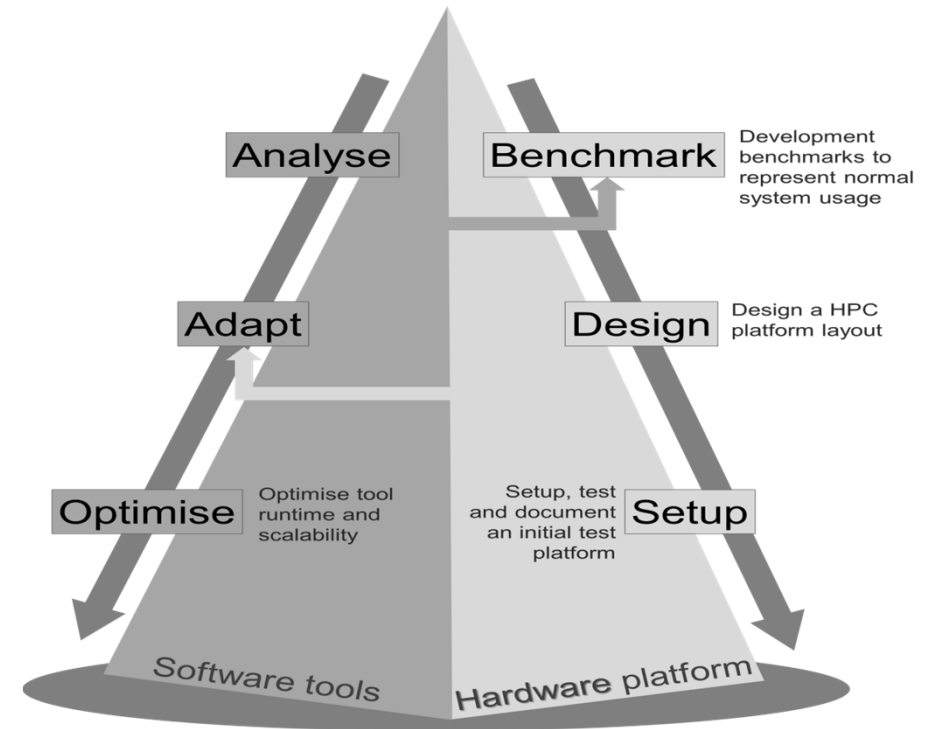 Analyse
Benchmark
Development
benchmarks to
represent normal
system usage
Adapt
Design
Design a HPC
platform layout
Optimise
Optimise tool
runtime and
scalability
Setup, test
and document
an initial test
platform
Setup
Software tools
Hardware platform